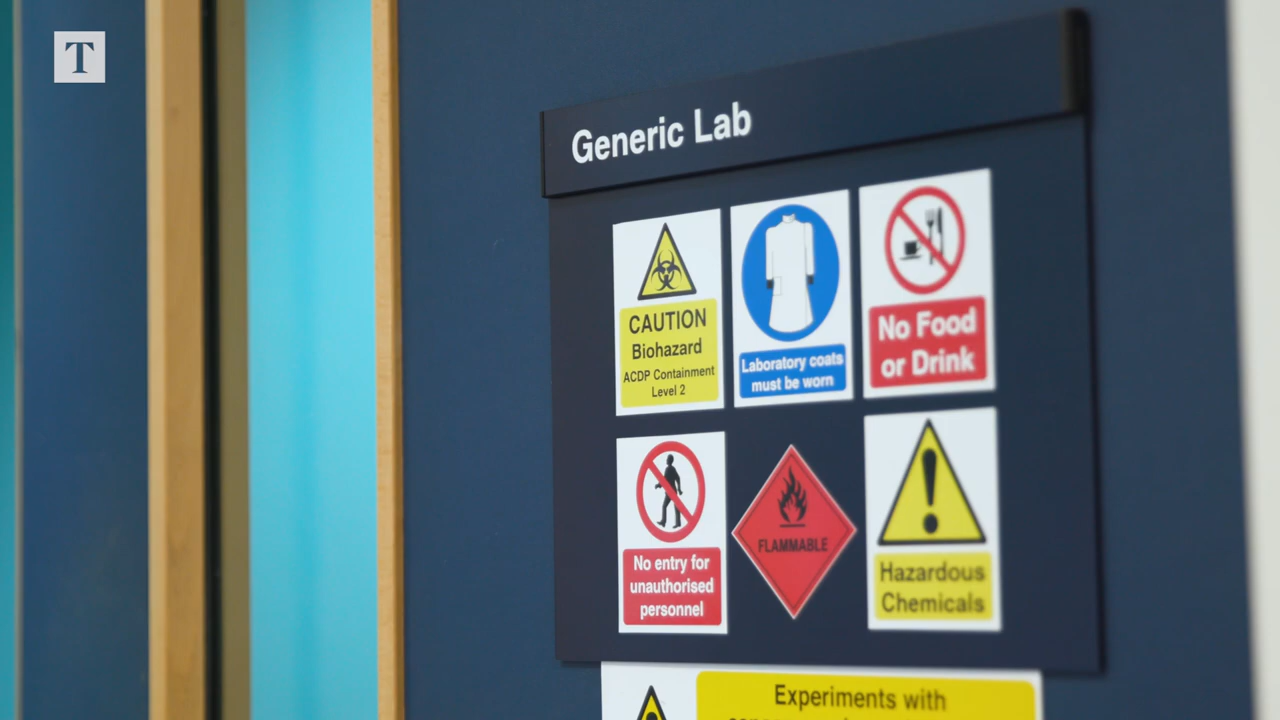 T
Generic Lab
CAUTION
Biohazard
ACDP Containment
Level 2
Laboratory coats
must be worn
No Food
or Drink
No entry for
unauthorised
personnel
FLAMMABLE
Hazardous
Chemicals
Experiments with